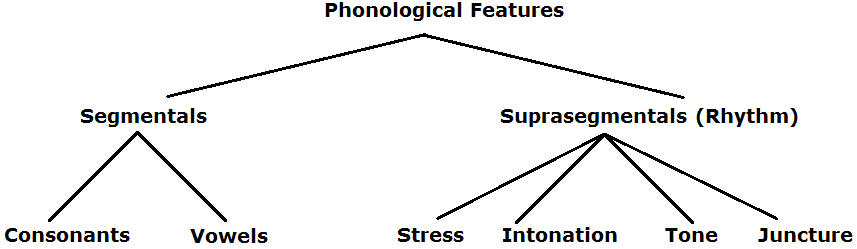 Phonological Features
Segmentals Suprasegmentals (Rhythm)
Consonants Vowels Stress Intonation Tone Juncture